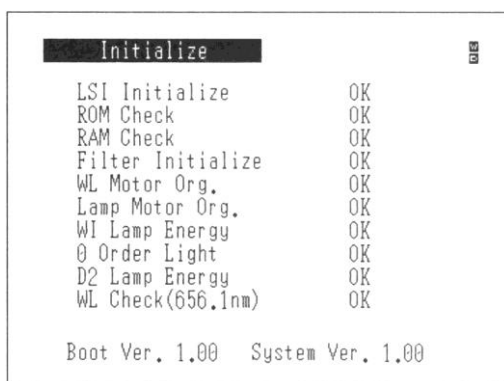 Initialize
W
D
LSI Initialize OK
ROM Check OK
RAM Check OK
Filter Initialize OK
WL Motor Org. OK
Lamp Motor Org. OK
WI Lamp Energy OK
0 Order Light OK
D2 Lamp Energy OK
WL Check(656.1nm) OK
Boot Ver. 1.00 System Ver. 1.00